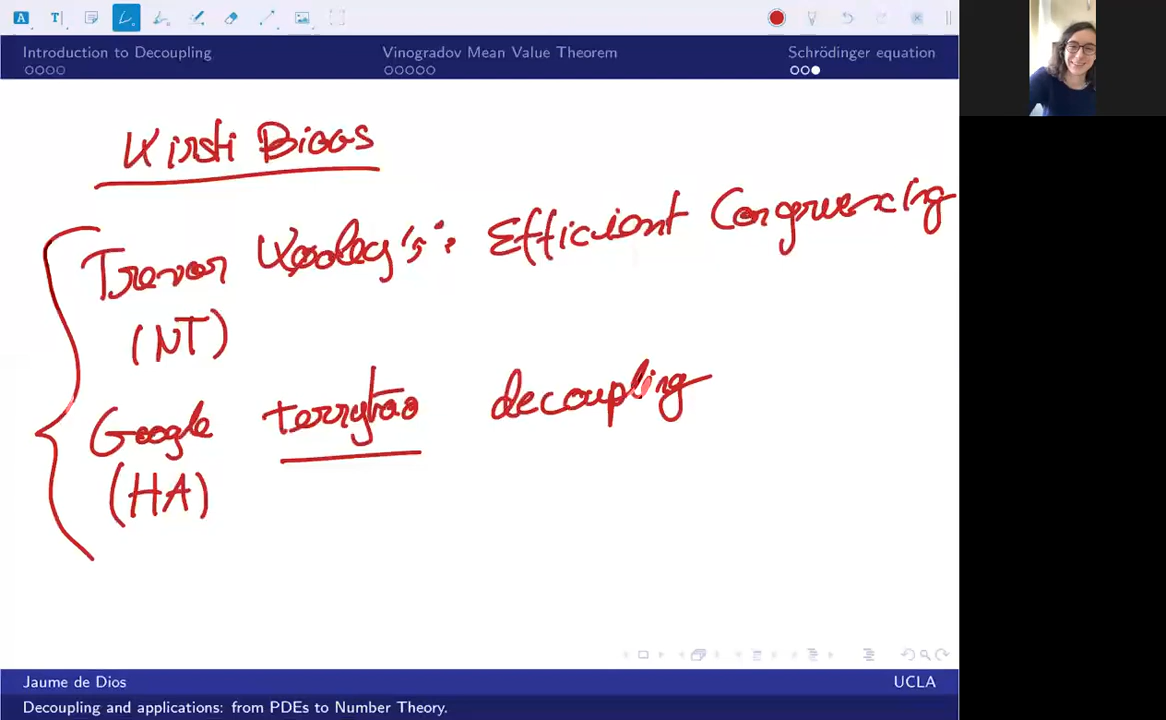 Introduction to Decoupling
Vinogradov Mean Value Theorem
Schrödinger equation
Kirsti Biggs
Trevor Wooley's: Efficient Congruencing
(NT)
Google terrytao decoupling
(HA)
Jaume de Dios
UCLA
Decoupling and applications: from PDEs to Number Theory.